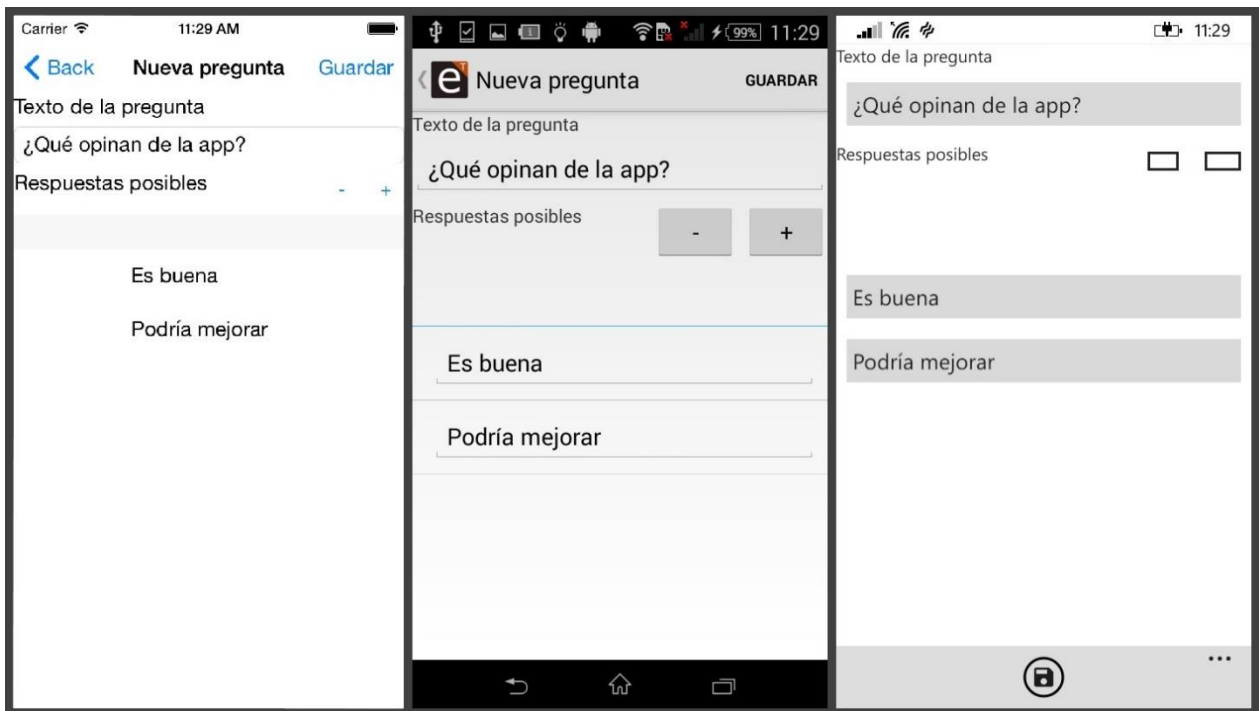 Carrier 11:29 AM
Back Nueva pregunta Guardar
Texto de la pregunta
¿Qué opinan de la app?
Respuestas posibles - +
Es buena
Podría mejorar
99% 11:29
e T Nueva pregunta GUARDAR
Texto de la pregunta
¿Qué opinan de la app?
Respuestas posibles - +
Es buena
Podría mejorar
11:29
Texto de la pregunta
¿Qué opinan de la app?
Respuestas posibles
Es buena
Podría mejorar
...